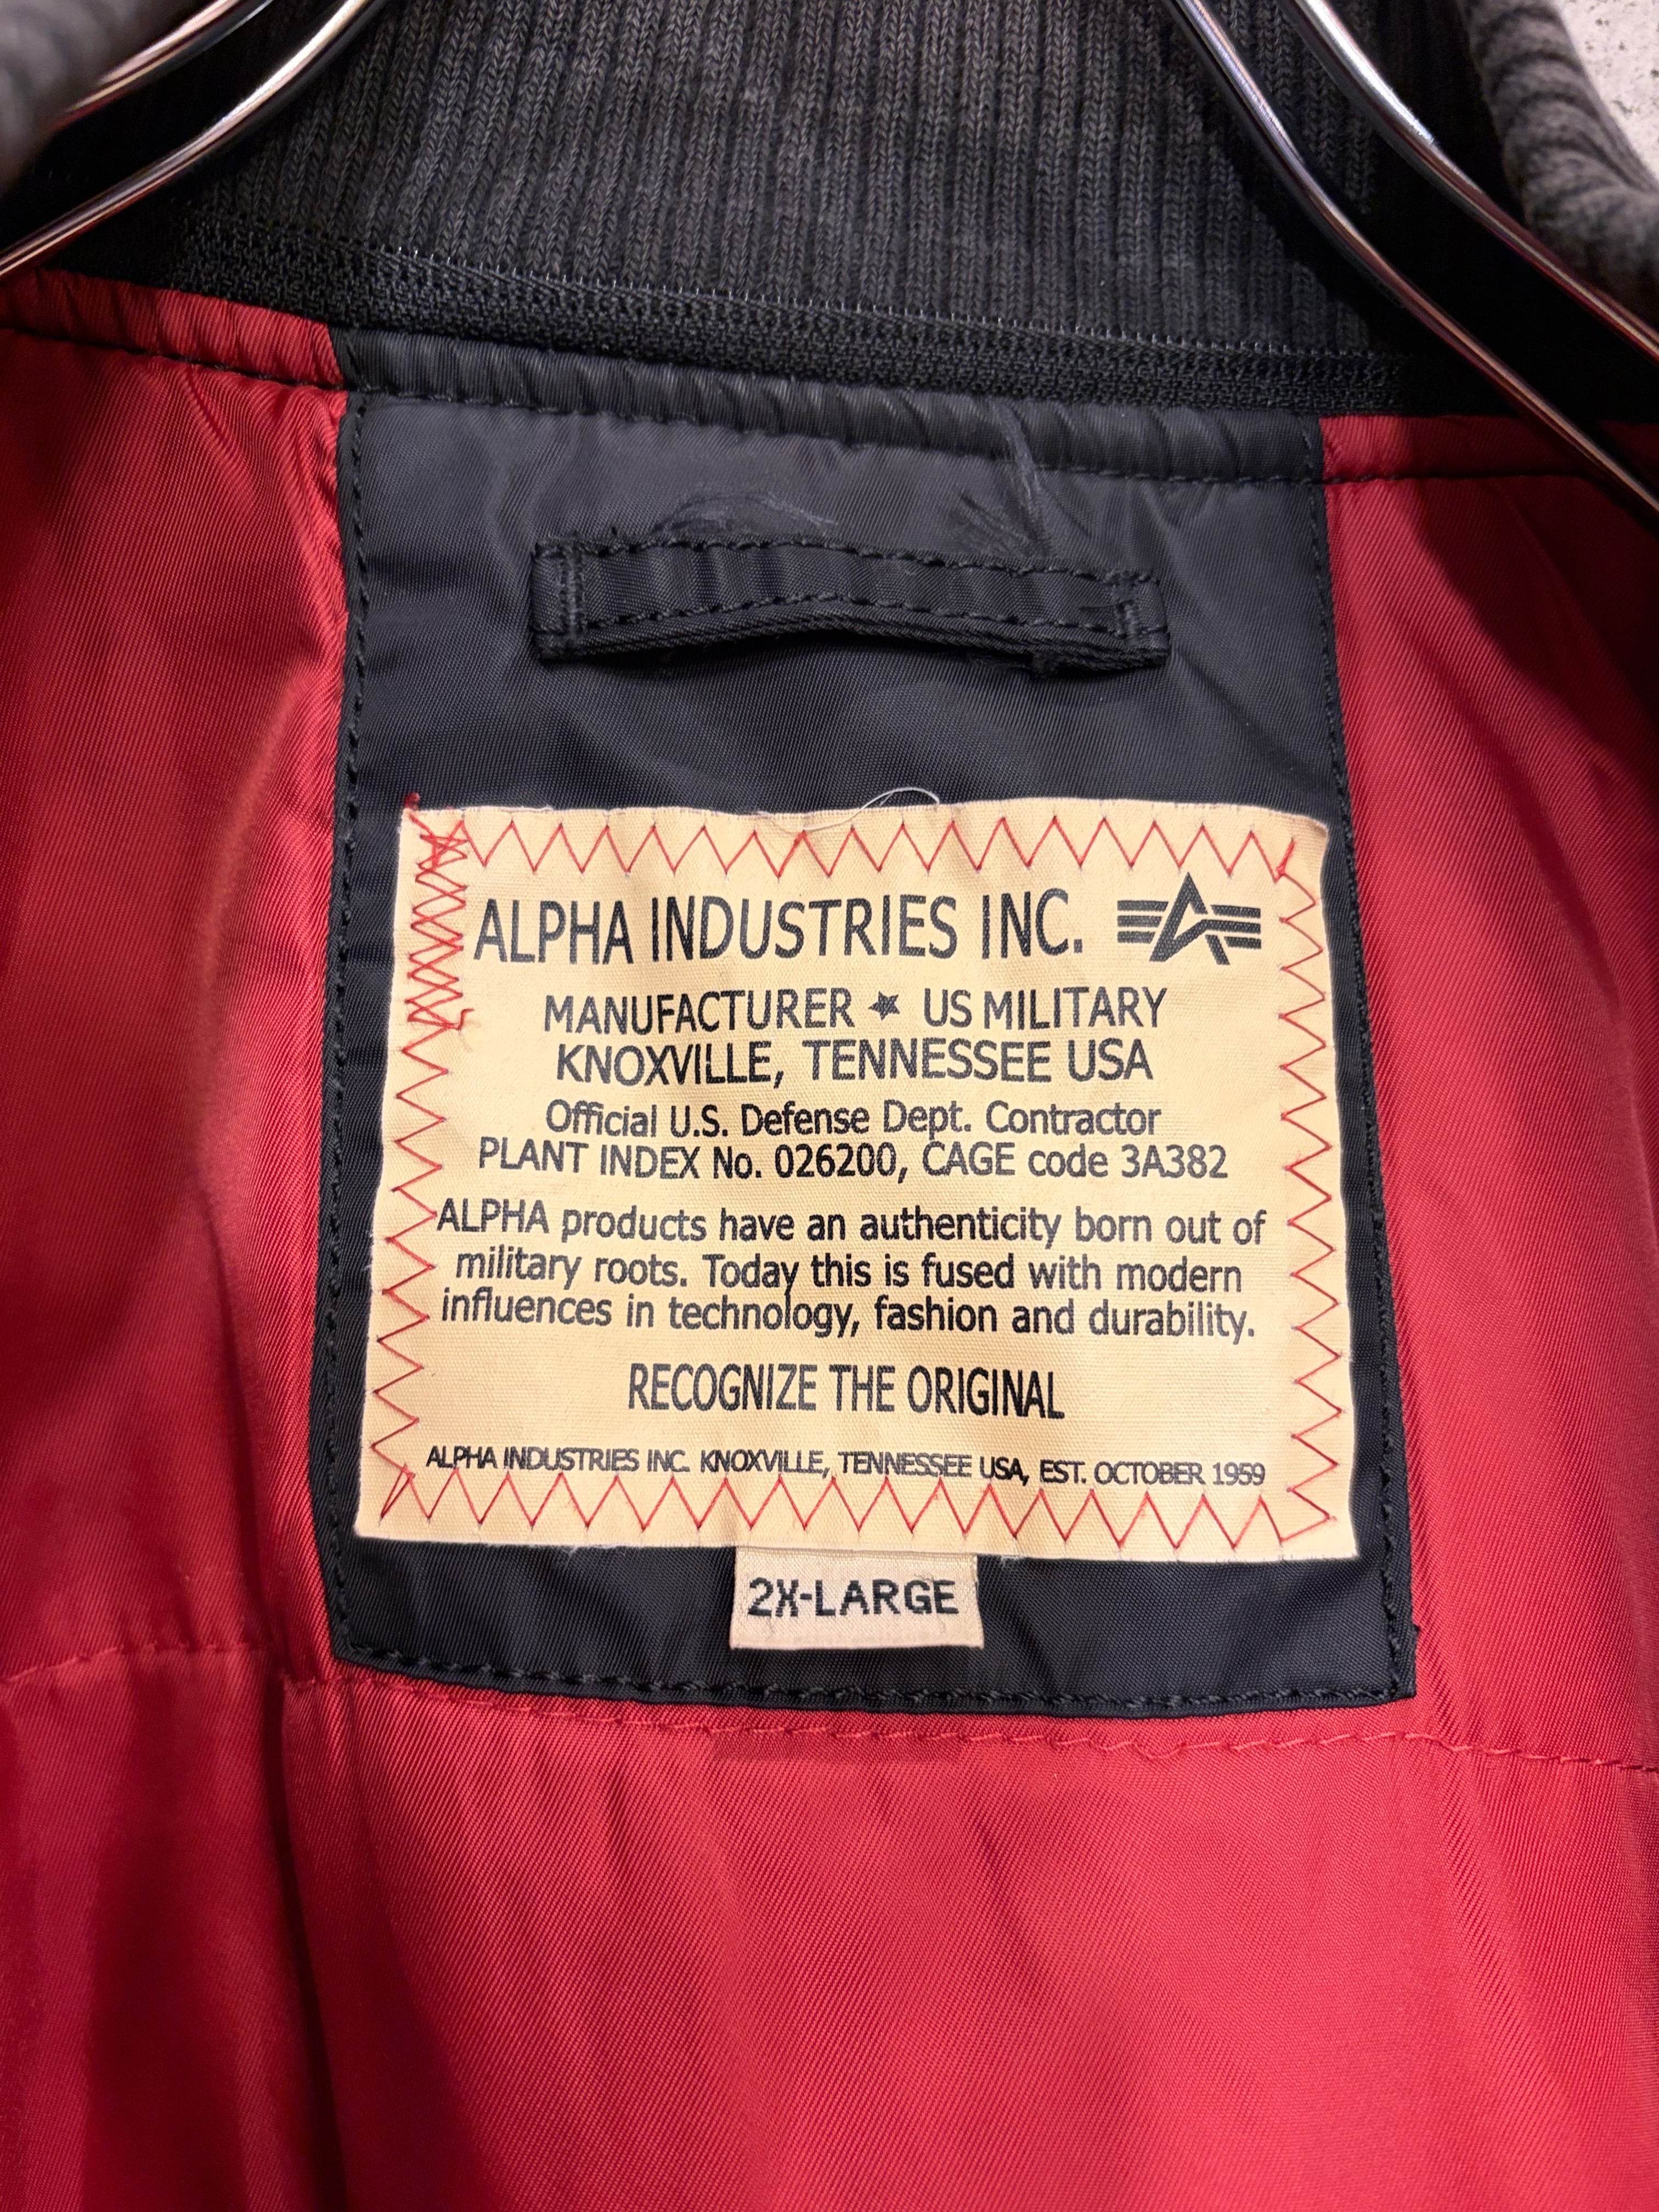 ALPHA INDUSTRIES INC.
MANUFACTURER ★ US MILITARY
KNOXVILLE, TENNESSEE USA
Official U.S. Defense Dept. Contractor
PLANT INDEX No. 026200, CAGE code 3A382
ALPHA products have an authenticity born out of
military roots. Today this is fused with modern
influences in technology, fashion and durability.
RECOGNIZE THE ORIGINAL
ALPHA INDUSTRIES INC. KNOXVILLE, TENNESSEE USA, EST. OCTOBER 1959
2X-LARGE